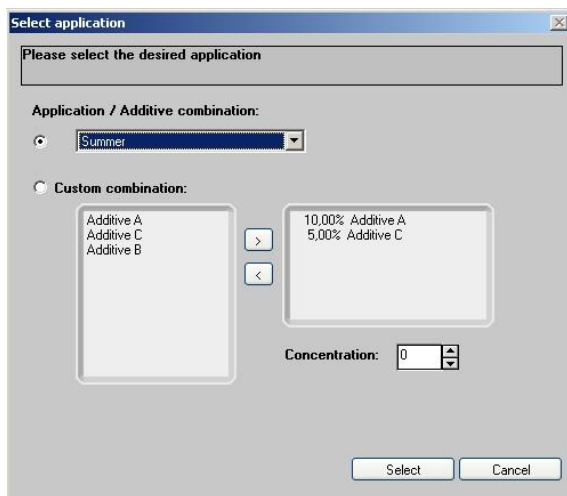 Select application
Please select the desired application
Application / Additive combination:
Summer
Custom combination:
Additive A
Additive C
Additive B
>
<
10,00% Additive A
5,00% Additive C
Concentration: 0
Select Cancel